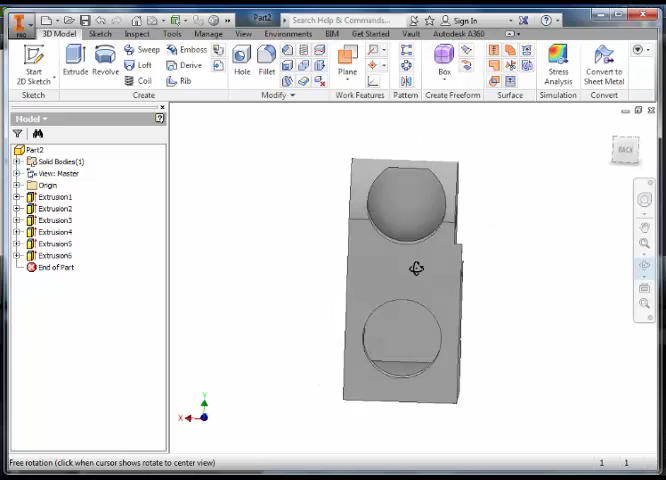 PRO
Part2
Search Help & Commands...
Sign In
3D Model Sketch Inspect Tools Manage View Environments BIM Get Started Vault Autodesk A360
Start
2D Sketch
Extrude
Revolve
Sweep
Loft
Coil
Emboss
Derive
Import
Hole
Fillet
Plane
Box
Stress
Analysis
Convert to
Sheet Metal
Sketch Create Modify Work Features Pattern Create Freeform Surface Simulation Convert
Model
Part2
Solid Bodies(1)
View: Master
Origin
Extrusion1
Extrusion2
Extrusion3
Extrusion4
Extrusion5
Extrusion6
End of Part
BACK
Y
X
Free rotation (click when cursor shows rotate to center view)
1 1